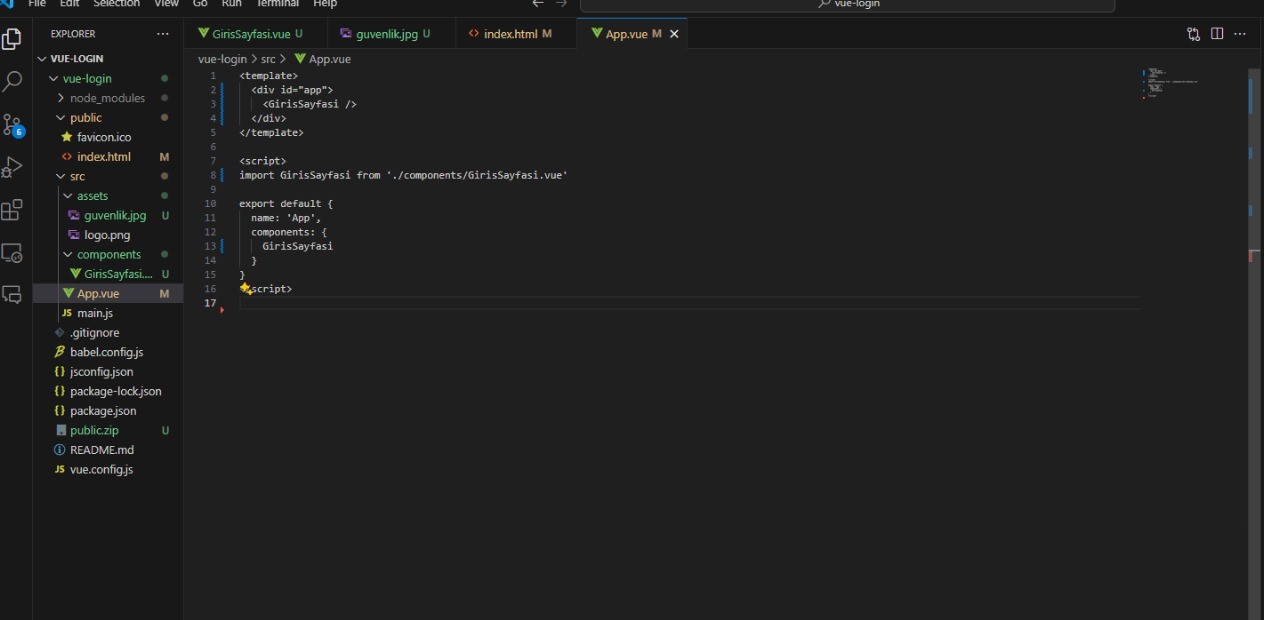 File Edit Selection View Go Run Terminal Help
vue-login
EXPLORER
GirisSayfasi.vue U
guvenlik.jpg U
index.html M
App.vue M
VUE-LOGIN
vue-login
node_modules
public
favicon.ico
index.html M
src
assets
guvenlik.jpg U
logo.png
components
GirisSayfasi.... U
App.vue M
main.js
.gitignore
babel.config.js
jsconfig.json
package-lock.json
package.json
public.zip U
README.md
vue.config.js
6
vue-login > src > App.vue
1 <template>
2 <div id="app">
3 <GirisSayfasi />
4 </div>
5 </template>
6
7 <script>
8 import GirisSayfasi from './components/GirisSayfasi.vue'
9
10 export default {
11 name: 'App',
12 components: {
13 GirisSayfasi
14 }
15 }
16 script>
17